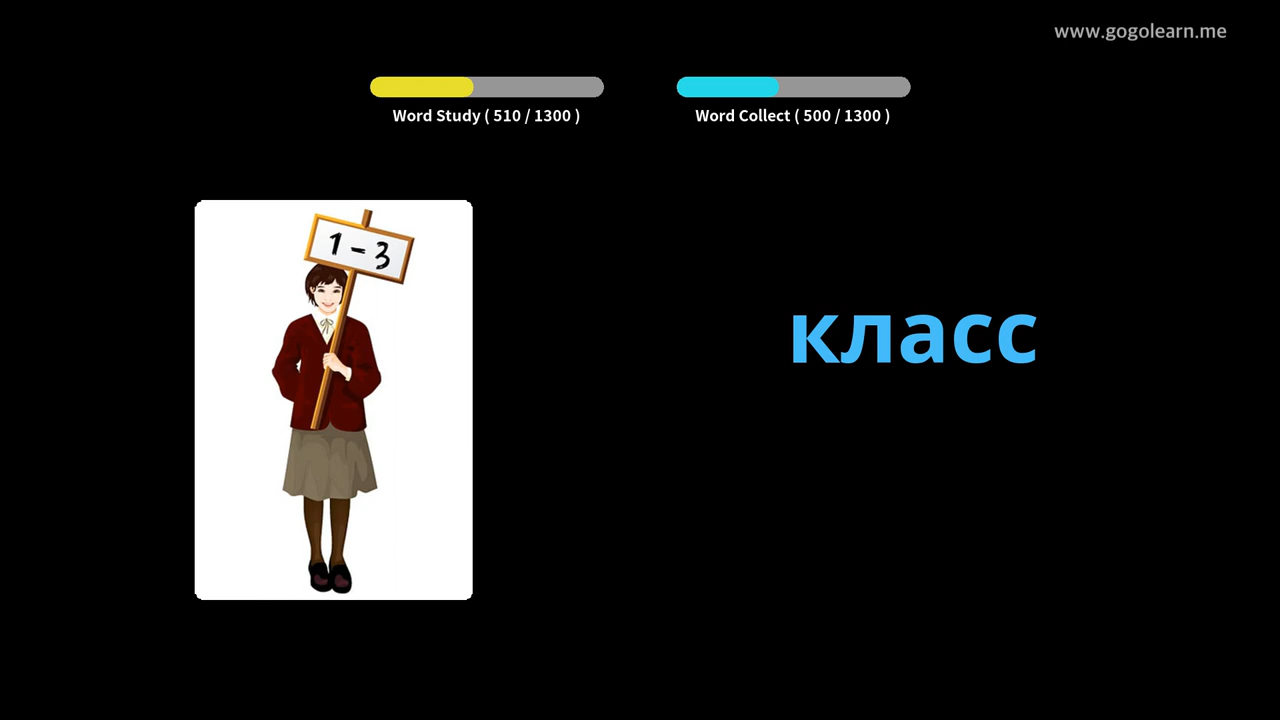 www.gogolearn.me
Word Study ( 510 / 1300 )
Word Collect ( 500 / 1300 )
1 - 3
класс